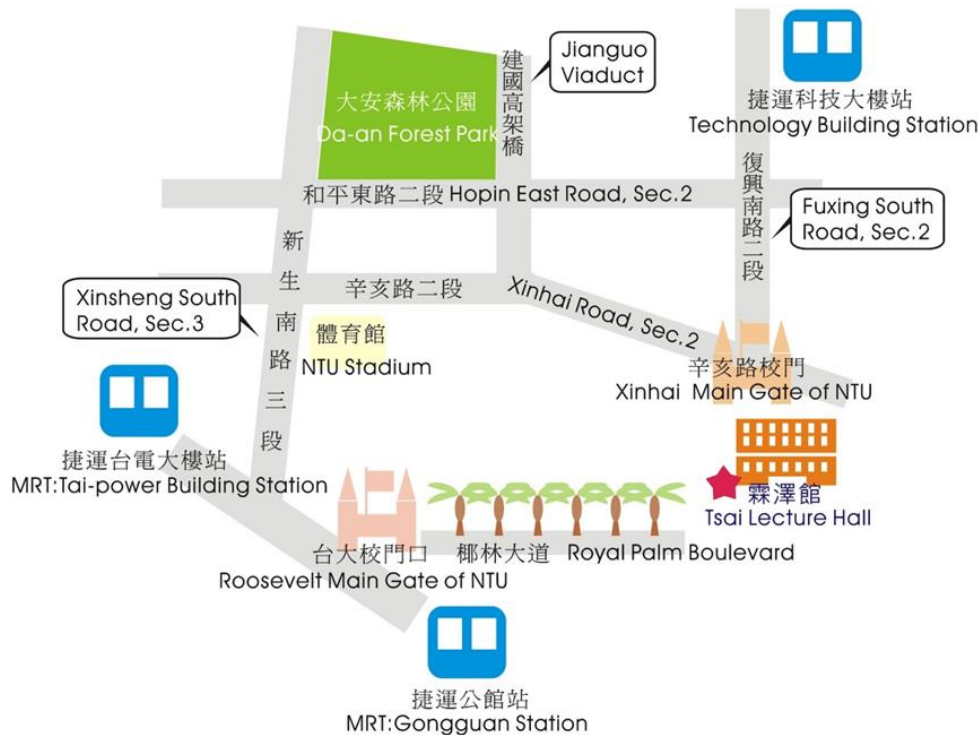 Jianguo
Viaduct
建國高架橋
大安森林公園
Da-an Forest Park
捷運科技大樓站
Technology Building Station
和平東路二段 Hopin East Road, Sec.2
復興南路二段
Fuxing South
Road, Sec.2
新生南路三段
辛亥路二段
Xinhai Road, Sec.2
Xinsheng South
Road, Sec.3
體育館
NTU Stadium
辛亥路校門
Xinhai Main Gate of NTU
捷運台電大樓站
MRT:Tai-power Building Station
霖澤館
Tsai Lecture Hall
台大校門口
Roosevelt Main Gate of NTU
椰林大道 Royal Palm Boulevard
捷運公館站
MRT:Gongguan Station